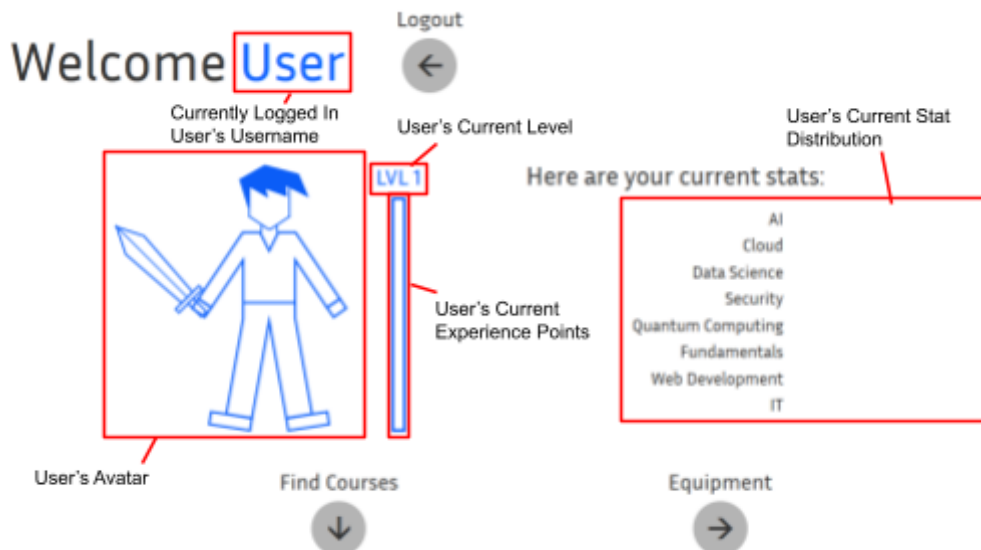 Logout
Welcome User
Currently Logged In
User's Username
User's Current Level
User's Current Stat
Distribution
LVL 1
Here are your current stats:
AI
Cloud
Data Science
Security
Quantum Computing
Fundamentals
Web Development
IT
User's Current
Experience Points
User's Avatar
Find Courses
Equipment